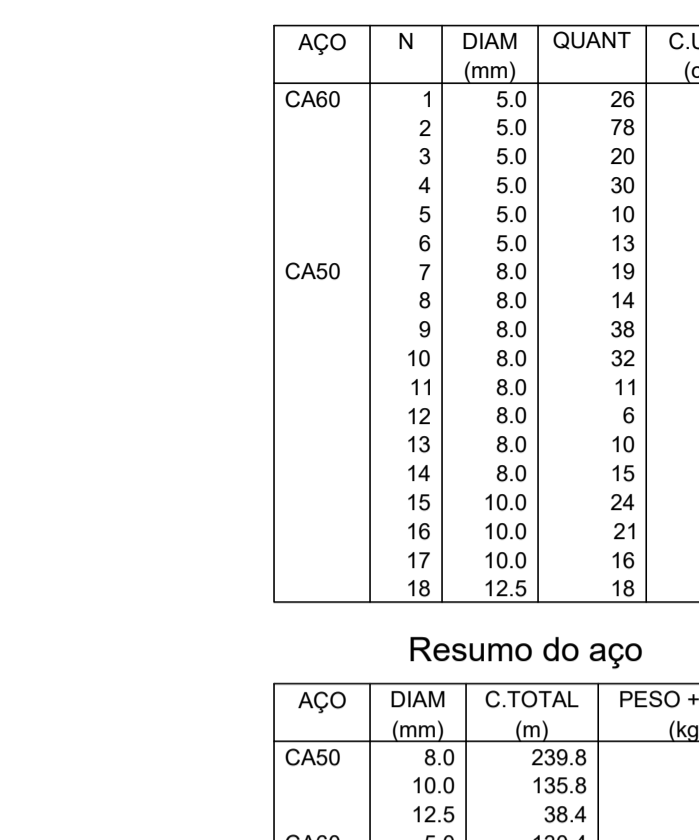 AÇO N DIAM QUANT C.U
(mm) (c
CA60 1 5.0 26
2 5.0 78
3 5.0 20
4 5.0 30
5 5.0 10
6 5.0 13
CA50 7 8.0 19
8 8.0 14
9 8.0 38
10 8.0 32
11 8.0 11
12 8.0 6
13 8.0 10
14 8.0 15
15 10.0 24
16 10.0 21
17 10.0 16
18 12.5 18
Resumo do aço
AÇO DIAM C.TOTAL PESO +
(mm) (m) (kg
CA50 8.0 239.8
10.0 135.8
12.5 38.4